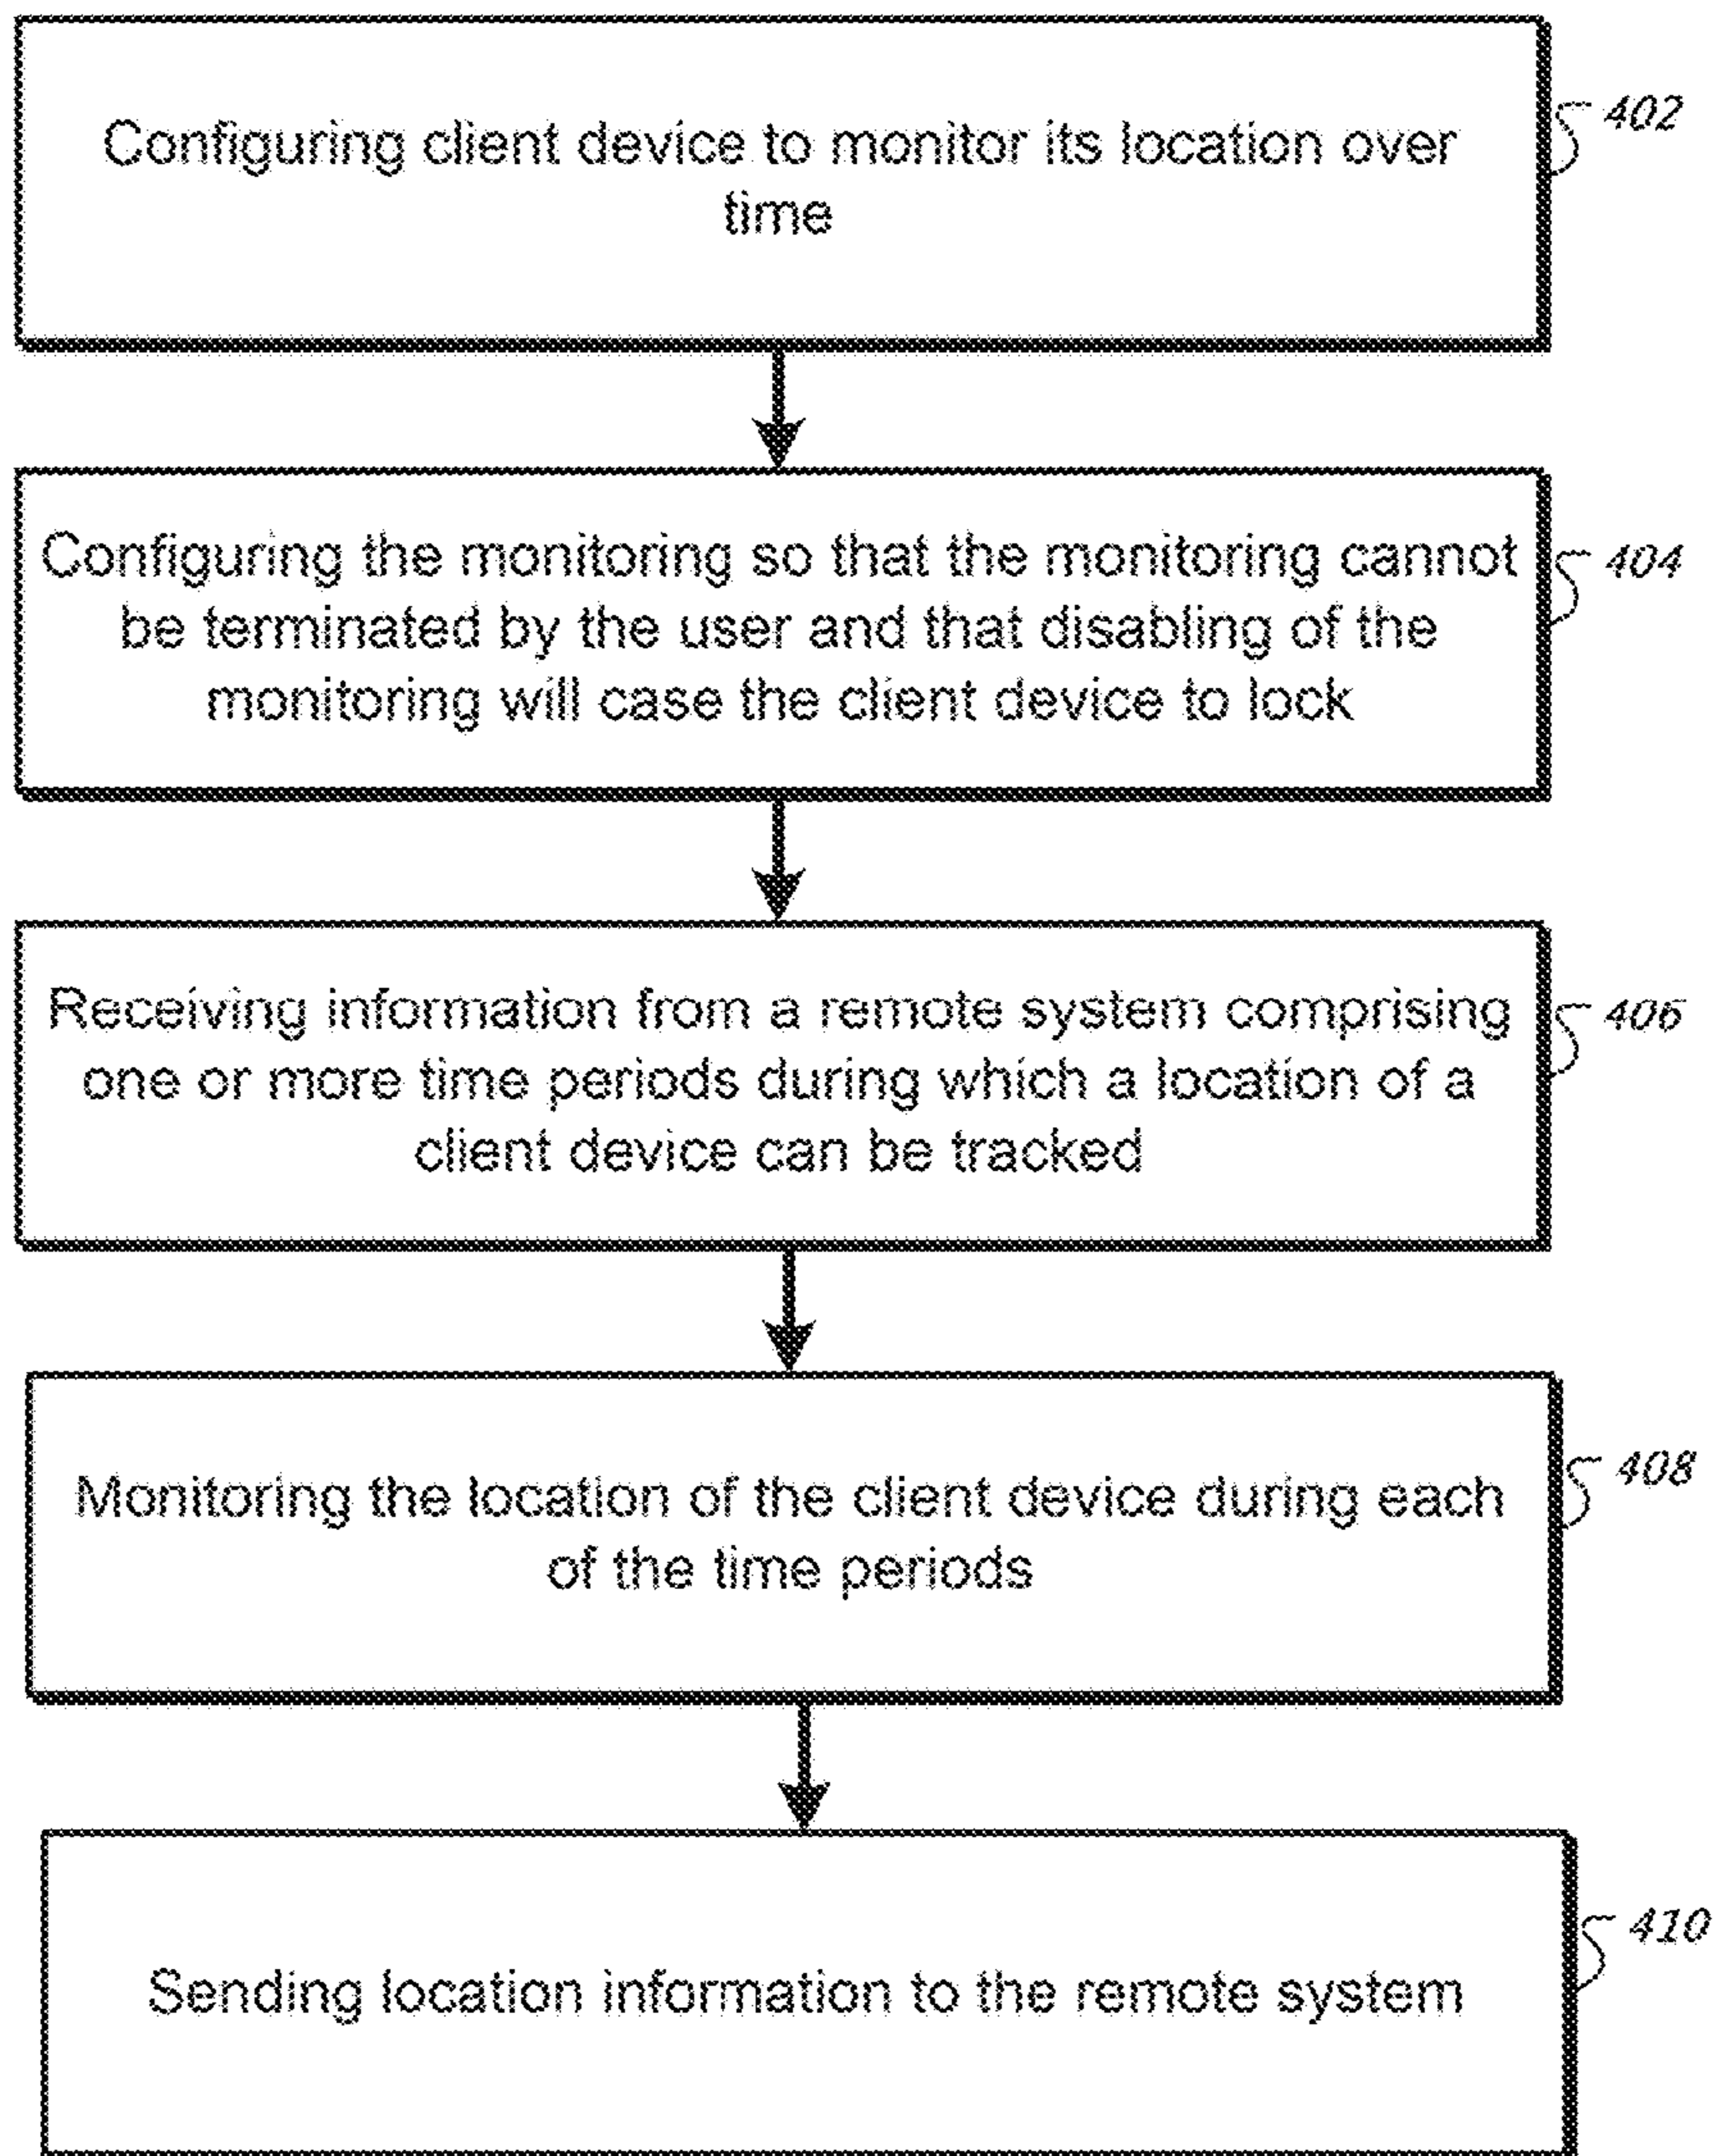 Configuring client device to monitor its location over
time
402
Configuring the monitoring so that the monitoring cannot
be terminated by the user and that disabling of the
monitoring will case the client device to lock
404
Receiving information from a remote system comprising
one or more time periods during which a location of a
client device can be tracked
406
Monitoring the location of the client device during each
of the time periods
408
Sending location information to the remote system
410